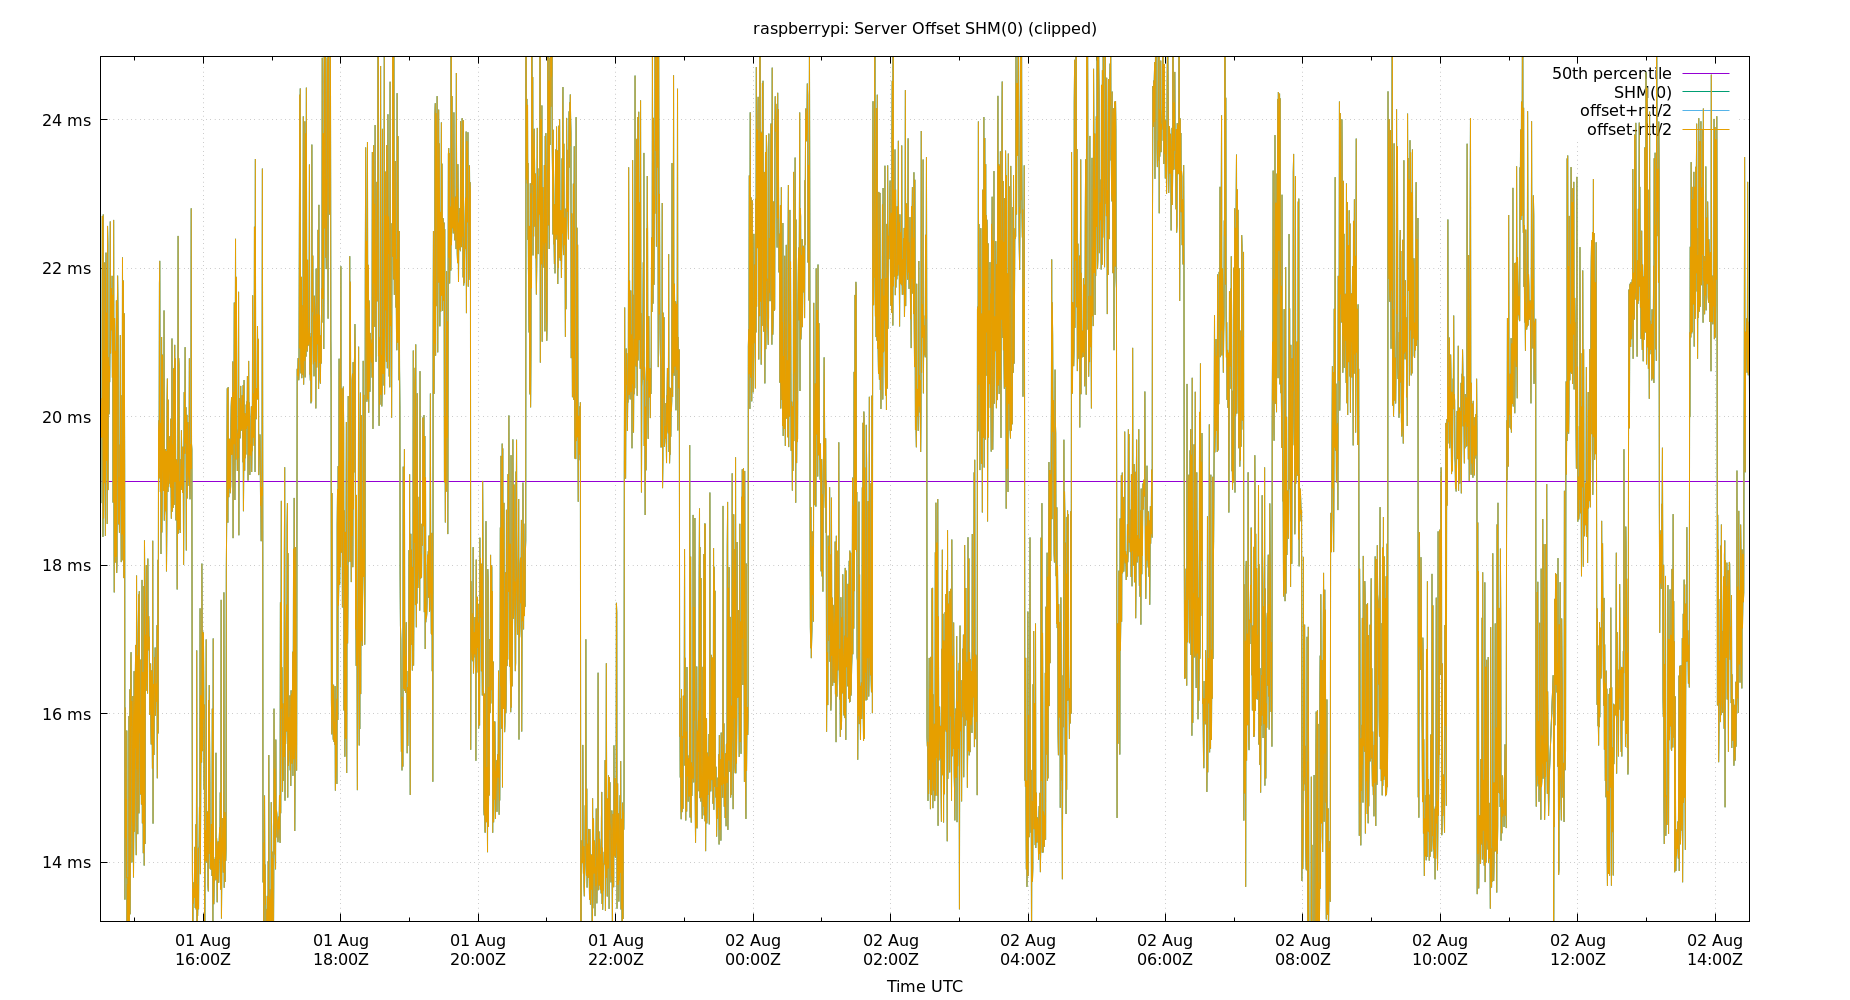 raspberrypi: Server Offset SHM(0) (clipped)
50th percentile
SHM(0)
offset+rtt/2
offset-rtt/2
24 ms
22 ms
20 ms
18 ms
16 ms
14 ms
01 Aug 01 Aug 01 Aug 01 Aug 02 Aug 02 Aug 02 Aug 02 Aug 02 Aug 02 Aug 02 Aug 02 Aug
16:00Z 18:00Z 20:00Z 22:00Z 00:00Z 02:00Z 04:00Z 06:00Z 08:00Z 10:00Z 12:00Z 14:00Z
Time UTC